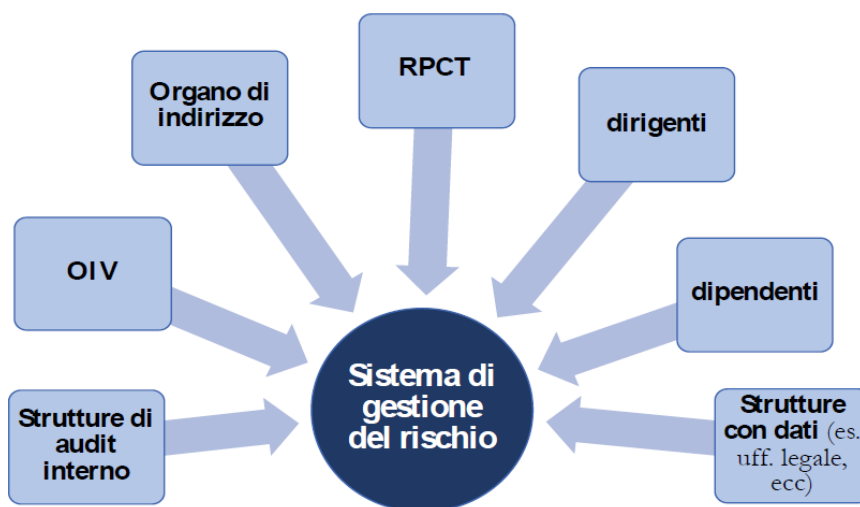 RPCT
Organo di
indirizzo
dirigenti
OIV
dipendenti
Sistema di
gestione
del rischio
Strutture di
audit
interno
Strutture
con dati (es.
uff. legale,
ecc)